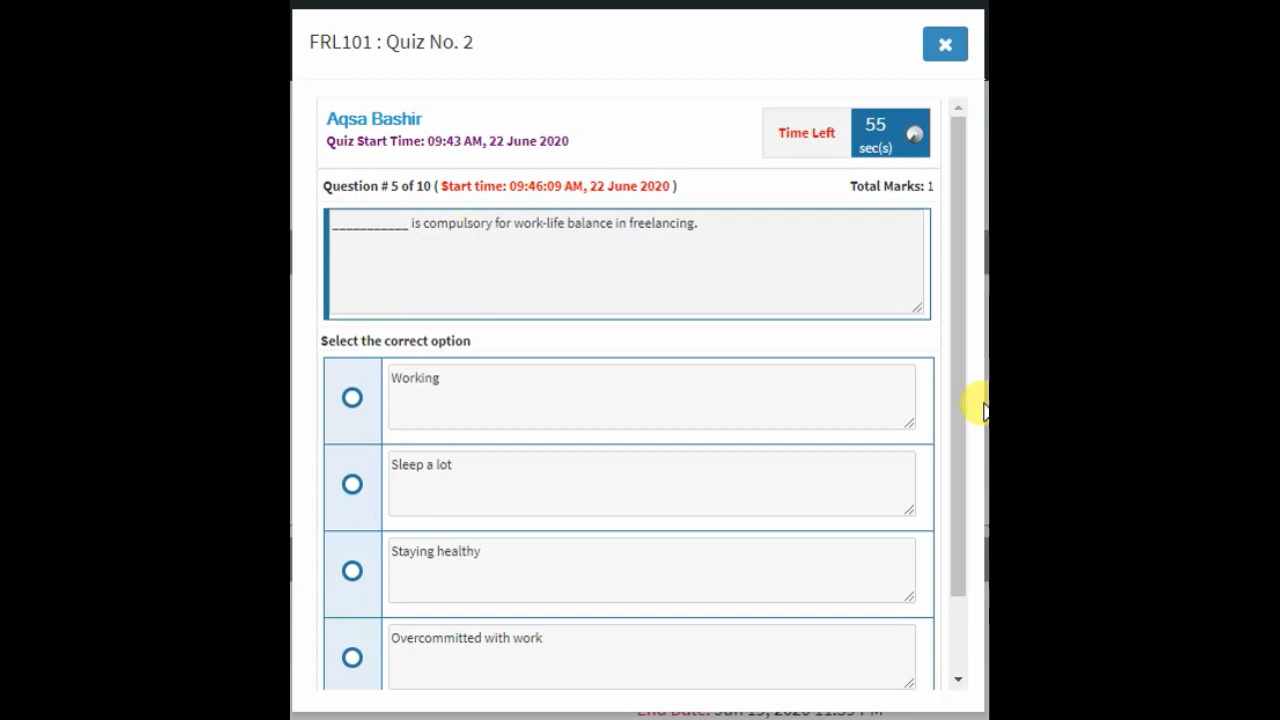 FRL101 : Quiz No. 2
Aqsa Bashir
Quiz Start Time: 09:43 AM, 22 June 2020
Time Left
55
sec(s)
Question # 5 of 10 ( Start time: 09:46:09 AM, 22 June 2020 )
Total Marks: 1
___________ is compulsory for work-life balance in freelancing.
Select the correct option
Working
Sleep a lot
Staying healthy
Overcommitted with work